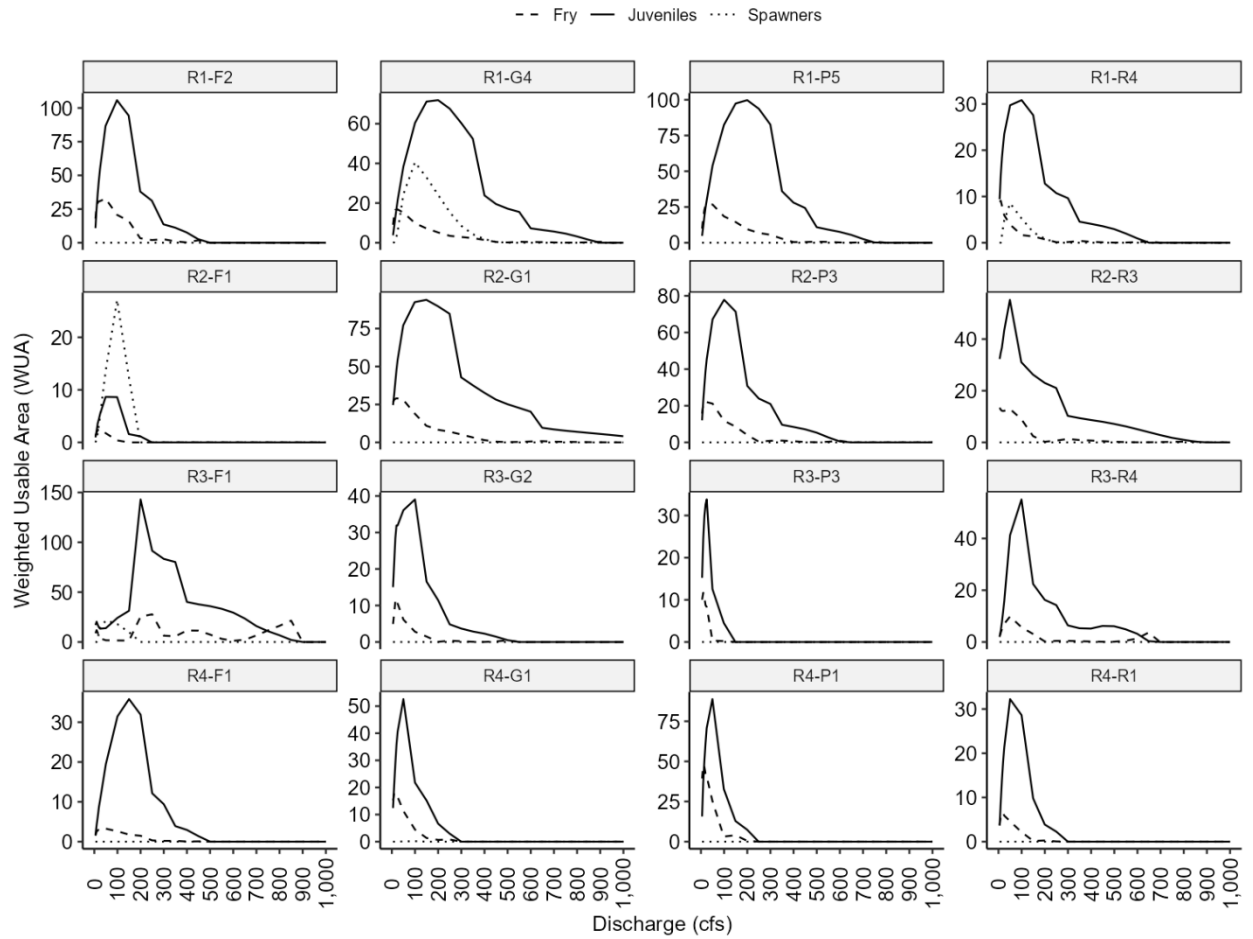 Fry Juveniles Spawners
R1-F2 R1-G4 R1-P5 R1-R4
100 75 50 25 0
60 40 20 0
100 75 50 25 0
30 20 10 0
R2-F1 R2-G1 R2-P3 R2-R3
20 10 0
75 50 25 0
80 60 40 20 0
40 20 0
Weighted Usable Area (WUA)
R3-F1 R3-G2 R3-P3 R3-R4
150 100 50 0
40 30 20 10 0
30 20 10 0
40 20 0
R4-F1 R4-G1 R4-P1 R4-R1
30 20 10 0
50 40 30 20 10 0
75 50 25 0
30 20 10 0
0 100 200 300 400 500 600 700 800 900 1,000
0 100 200 300 400 500 600 700 800 900 1,000
0 100 200 300 400 500 600 700 800 900 1,000
0 100 200 300 400 500 600 700 800 900 1,000
Discharge (cfs)